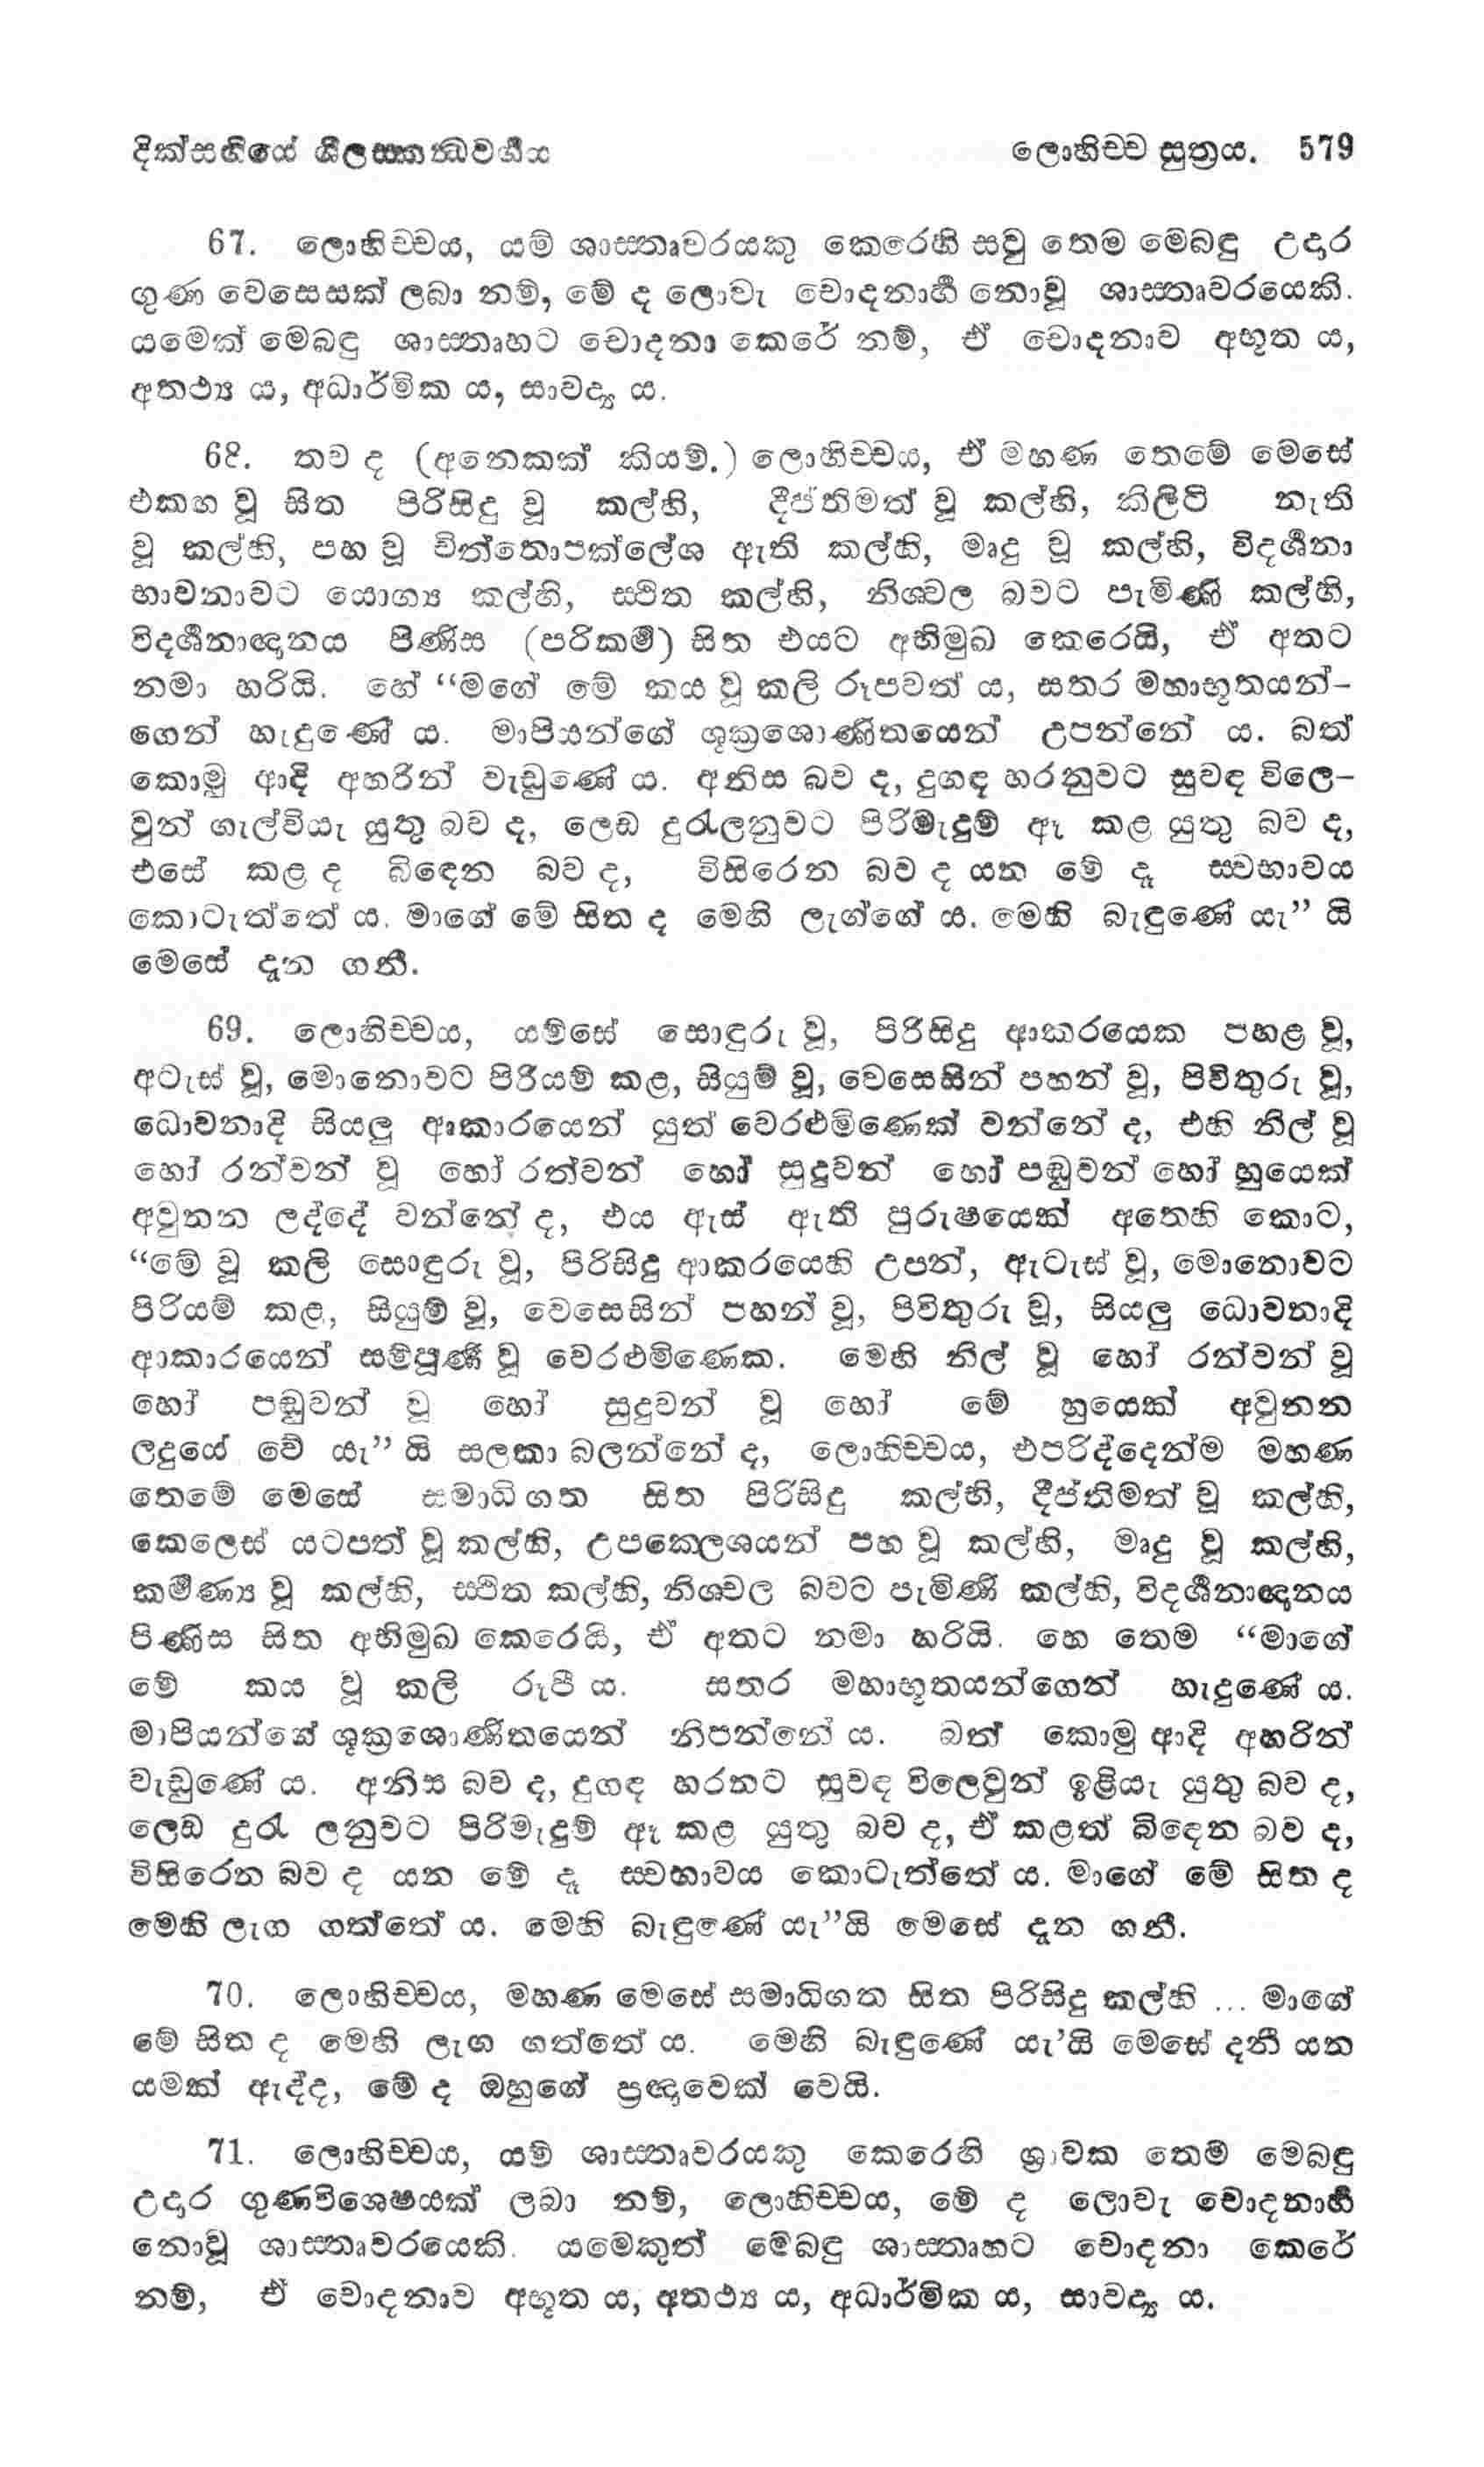 දික්සඟියේ ශීලස්කන්ධවර්ගය ලොහිච්ච සුත්‍රය. 579
67. ලොහිච්චය, යම් ශාස්තෘවරයකු කෙරෙහි සවු තෙම මෙබඳු උදාර
ගුණ වෙසෙසක් ලබා නම්, මේ ද ලොවැ චොදනාර්හ නොවූ ශාස්තෘවරයෙකි.
යමෙක් මෙබඳු ශාස්තෘහට චොදනා කෙරේ නම්, ඒ චොදනාව අභූත ය,
අතථ්‍ය ය, අධාර්මික ය, සාවද්‍ය ය.
68. තව ද (අනෙකක් කියම්.) ලොහිච්චය, ඒ මහණ තෙමේ මෙසේ
එකඟ වූ සිත පිරිසිදු වූ කල්හි, දීප්තිමත් වූ කල්හි, කිලිටි නැති
වූ කල්හි, පහ වූ චිත්තොපක්ලේශ ඇති කල්හි, මෘදු වූ කල්හි, විදර්ශනා
භාවනාවට යොග්‍ය කල්හි, ස්ථිත කල්හි, නිශ්චල බවට පැමිණි කල්හි,
විදර්ශනාඥානය පිණිස (පරිකර්ම) සිත එයට අභිමුඛ කෙරෙයි, ඒ අතට
නමා හරියි. හේ “මගේ මේ කය වූ කලි රූපවත් ය, සතර මහාභූතයන්-
ගෙන් හැදුණේ ය. මාපියන්ගේ ශුක්‍රශොණිතයෙන් උපන්නේ ය. බත්
කොමු ආදි අහරින් වැඩුණේ ය. අනිස බව ද, දුගඳ හරනුවට සුවඳ විලෙ-
වුන් ගැල්වියැ යුතු බව ද, ලෙඩ දුරැලනුවට පිරිමැදුම් ඈ කළ යුතු බව ද,
එසේ කළ ද බිඳෙන බව ද, විසිරෙන බව ද යන මේ දෑ ස්වභාවය
කොටැත්තේ ය. මාගේ මේ සිත ද මෙහි ලැග්ගේ ය. මෙහි බැඳුණේ යැ” යි
මෙසේ දැන ගනී.
69. ලොහිච්චය, යම්සේ සොඳුරු වූ, පිරිසිදු ආකරයෙක පහළ වූ,
අටැස් වූ, මොනොවට පිරියම් කළ, සියුම් වූ, වෙසෙසින් පහන් වූ, පිවිතුරු වූ,
ධොවනාදි සියලු ආකාරයෙන් යුත් වෙරළුමිණෙක් වන්නේ ද, එහි නිල් වූ
හෝ රන්වන් වූ හෝ රත්වන් හෝ සුදුවන් හෝ පඬුවන් හෝ හුයෙක්
අවුනන ලද්දේ වන්නේ ද, එය ඇස් ඇති පුරුෂයෙක් අතෙහි කොට,
“මේ වූ කලි සොඳුරු වූ, පිරිසිදු ආකරයෙහි උපන්, ඇටැස් වූ, මොනොවට
පිරියම් කළ, සියුම් වූ, වෙසෙසින් පහන් වූ, පිවිතුරු වූ, සියලු ධොවනාදි
ආකාරයෙන් සම්පූර්ණ වූ වෙරළුමිණෙක. මෙහි නිල් වූ හෝ රන්වන් වූ
හෝ පඬුවන් වූ හෝ සුදුවන් වූ හෝ මේ හුයෙක් අවුනන
ලදුයේ වේ යැ” යි සලකා බලන්නේ ද, ලොහිච්චය, එපරිද්දෙන්ම මහණ
තෙමේ මෙසේ සමාධිගත සිත පිරිසිදු කල්හි, දීප්තිමත් වූ කල්හි,
කෙලෙස් යටපත් වූ කල්හි, උපක්ලෙශයන් පහ වූ කල්හි, මෘදු වූ කල්හි,
කර්මණ්‍ය වූ කල්හි, ස්ථිත කල්හි, නිශ්චල බවට පැමිණි කල්හි, විදර්ශනාඥානය
පිණිස සිත අභිමුඛ කෙරෙයි, ඒ අතට නමා හරියි. හෙ තෙම “මාගේ
මේ කය වූ කලි රූපී ය. සතර මහාභූතයන්ගෙන් හැදුණේ ය.
මාපියන්ගේ ශුක්‍රශොණිතයෙන් නිපන්නේ ය. බත් කොමු ආදි අහරින්
වැඩුණේ ය. අනිස බව ද, දුගඳ හරනට සුවඳ විලෙවුන් ඉළියැ යුතු බව ද,
ලෙඩ දුරැ ලනුවට පිරිමැදුම් ඈ කළ යුතු බව ද, ඒ කළත් බිඳෙන බව ද,
විසිරෙන බව ද යන මේ දෑ ස්වභාවය කොටැත්තේ ය. මාගේ මේ සිත ද
මෙහි ලැග ගත්තේ ය. මෙහි බැඳුණේ යැ”යි මෙසේ දැන ගනී.
70. ලොහිච්චය, මහණ මෙසේ සමාධිගත සිත පිරිසිදු කල්හි ... මාගේ
මේ සිත ද මෙහි ලැග ගත්තේ ය. මෙහි බැඳුණේ යැ’යි මෙසේ දනී යන
යමක් ඇද්ද, මේ ද ඔහුගේ ප්‍රඥාවෙක් වෙයි.
71. ලොහිච්චය, යම් ශාස්තෘවරයකු කෙරෙහි ශ්‍රාවක තෙම මෙබඳු
උදාර ගුණවිශෙෂයක් ලබා නම්, ලොහිච්චය, මේ ද ලොවැ චොදනාර්හ
නොවූ ශාස්තෘවරයෙකි. යමෙකුත් මෙබඳු ශාස්තෘහට චොදනා කෙරේ
නම්, ඒ චොදනාව අභූත ය, අතථ්‍ය ය, අධාර්මික ය, සාවද්‍ය ය.